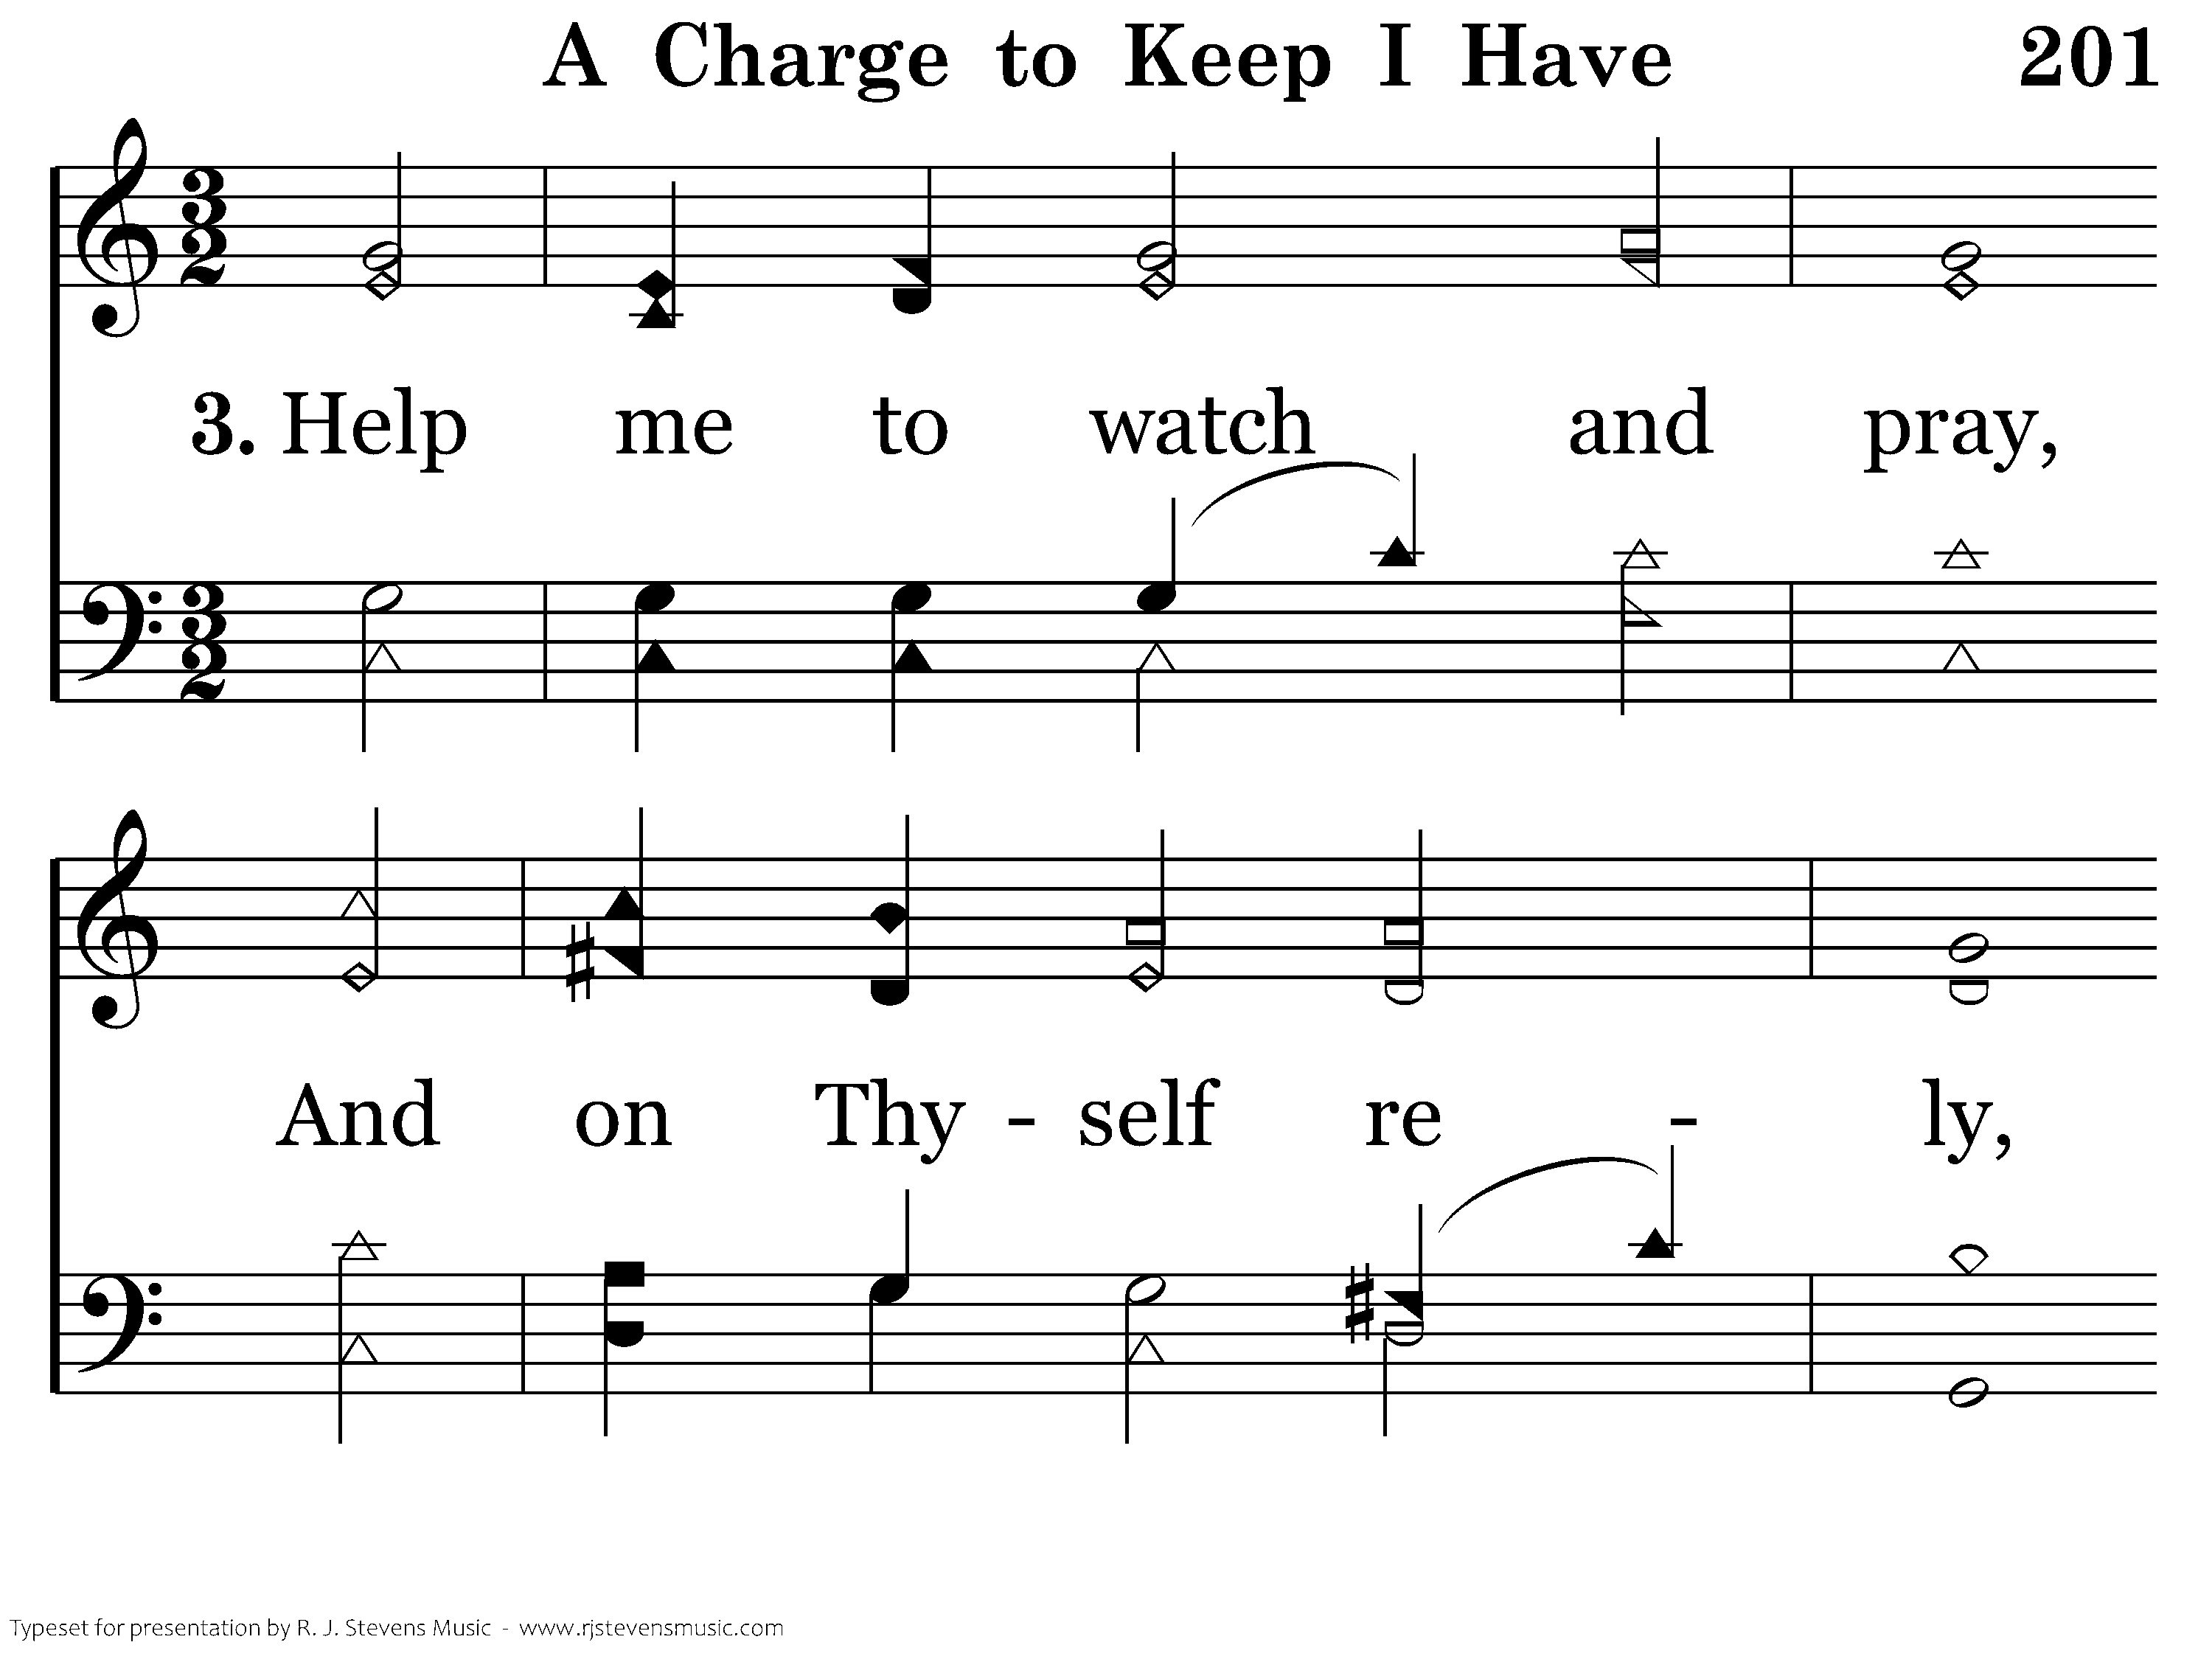 A Charge to Keep I Have 201
3. Help me to watch and pray,
And on Thy - self re - ly,
Typeset for presentation by R. J. Stevens Music - www.rjstevensmusic.com